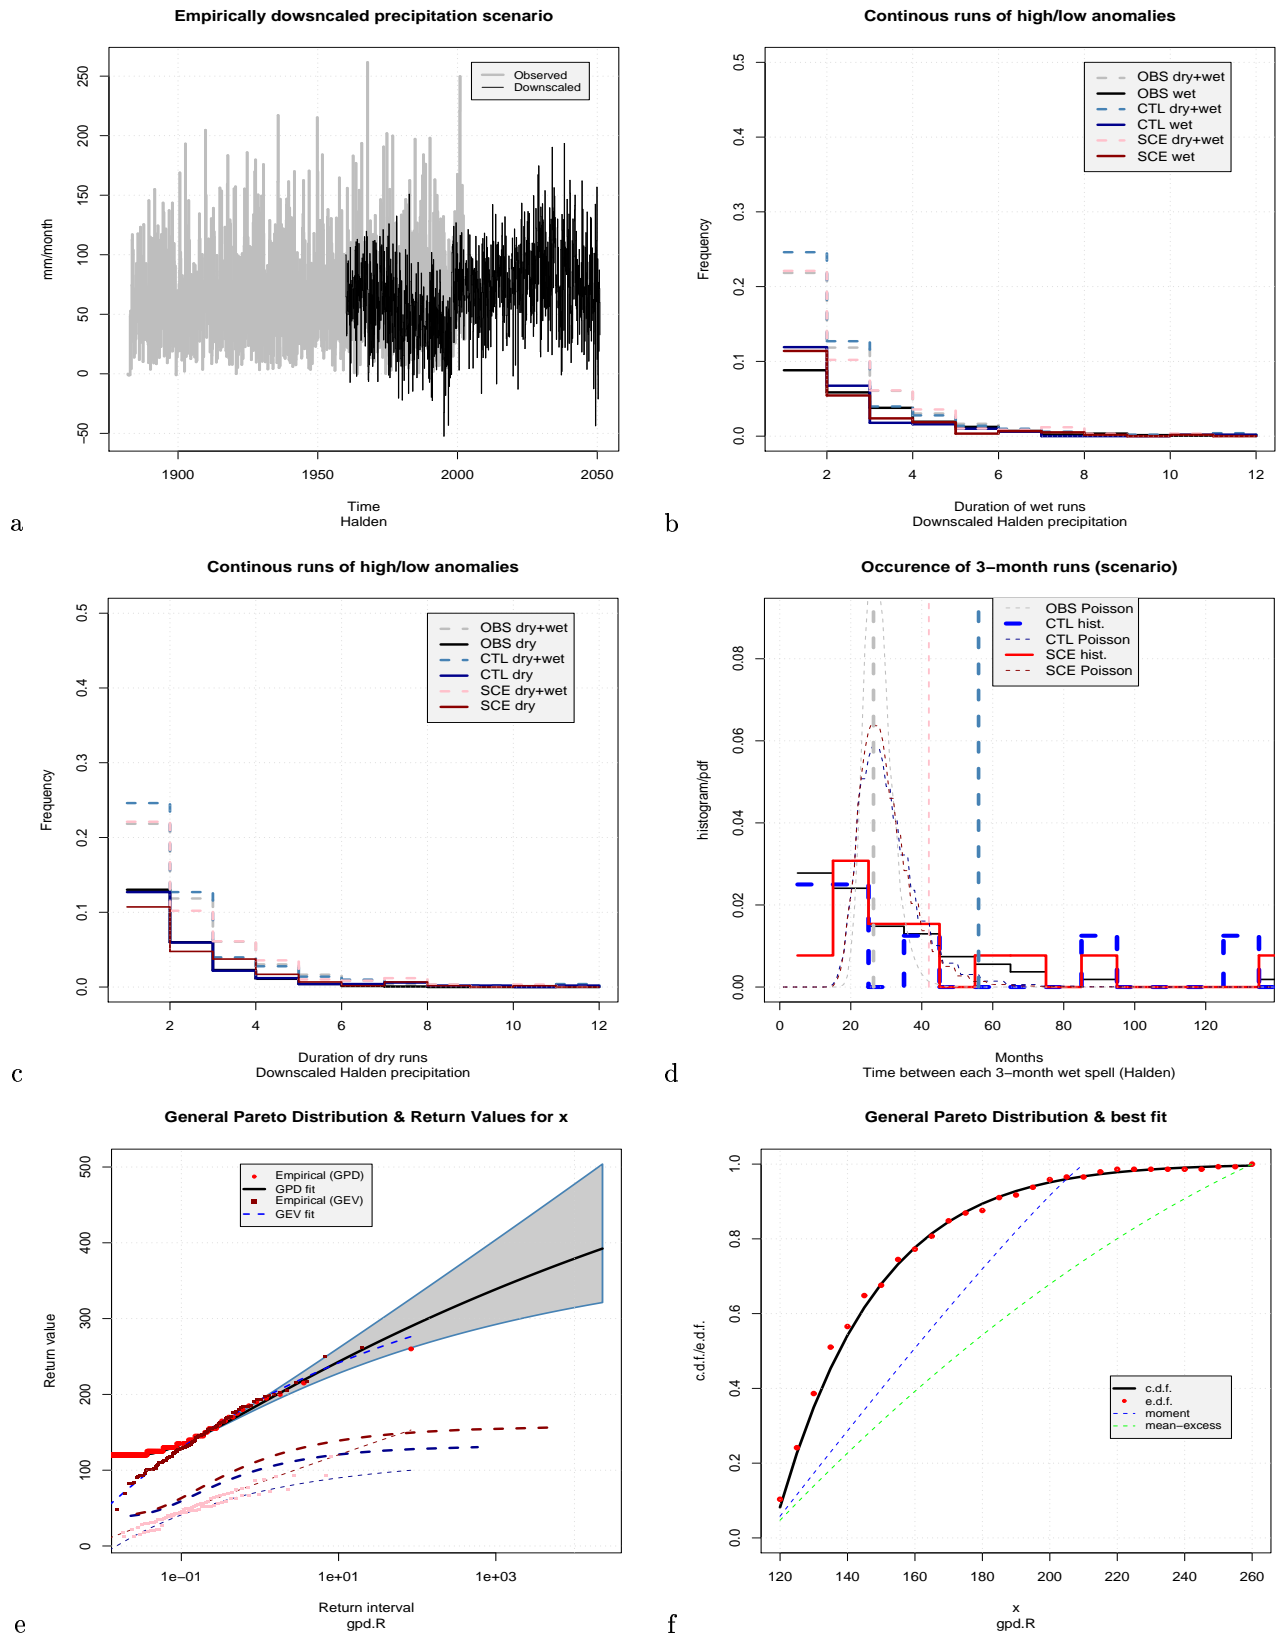 Empirically dowsncaled precipitation scenario
250
200
150
100
50
0
−50
mm/month
Observed
Downscaled
1900
1950
2000
2050
Time
Halden
a
Continous runs of high/low anomalies
0.5
0.4
0.3
0.2
0.1
0.0
Frequency
OBS dry+wet
OBS wet
CTL dry+wet
CTL wet
SCE dry+wet
SCE wet
2
4
6
8
10
12
Duration of wet runs
Downscaled Halden precipitation
b
Continous runs of high/low anomalies
0.5
0.4
0.3
0.2
0.1
0.0
Frequency
OBS dry+wet
OBS dry
CTL dry+wet
CTL dry
SCE dry+wet
SCE dry
2
4
6
8
10
12
Duration of dry runs
Downscaled Halden precipitation
c
Occurence of 3−month runs (scenario)
0.08
0.06
0.04
0.02
0.00
histogram/pdf
OBS Poisson
CTL hist.
CTL Poisson
SCE hist.
SCE Poisson
0
20
40
60
80
100
120
Months
Time between each 3−month wet spell (Halden)
d
General Pareto Distribution & Return Values for x
500
400
300
200
100
0
Return value
Empirical (GPD)
GPD fit
Empirical (GEV)
GEV fit
1e−01
1e+01
1e+03
Return interval
gpd.R
e
General Pareto Distribution & best fit
1.0
0.8
0.6
0.4
0.2
0.0
c.d.f./e.d.f.
c.d.f.
e.d.f.
moment
mean−excess
120
140
160
180
200
220
240
260
x
gpd.R
f